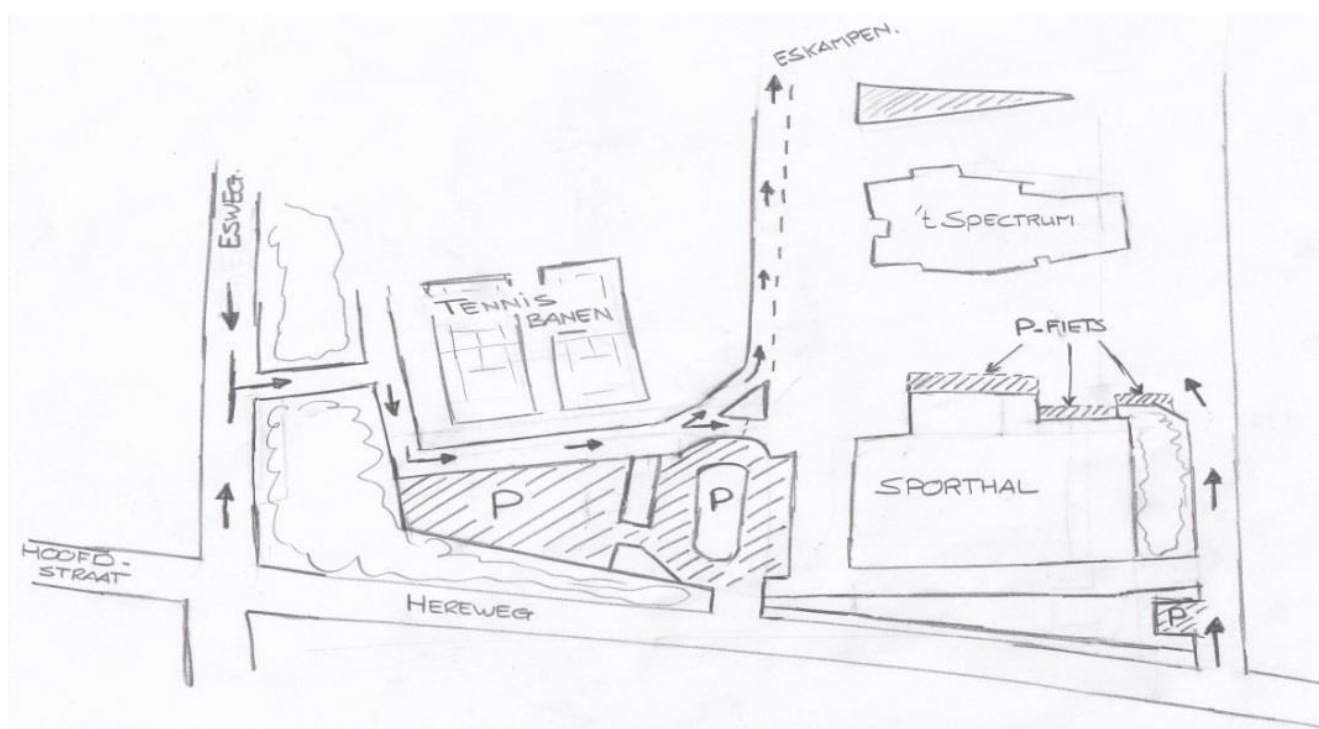 ESKAMPEN.
ESWEG.
't SPECTRUM
TENNIS
BANEN
P-FIETS
P
P
SPORTHAL
HOOFD-
STRAAT
HEREWEG
P